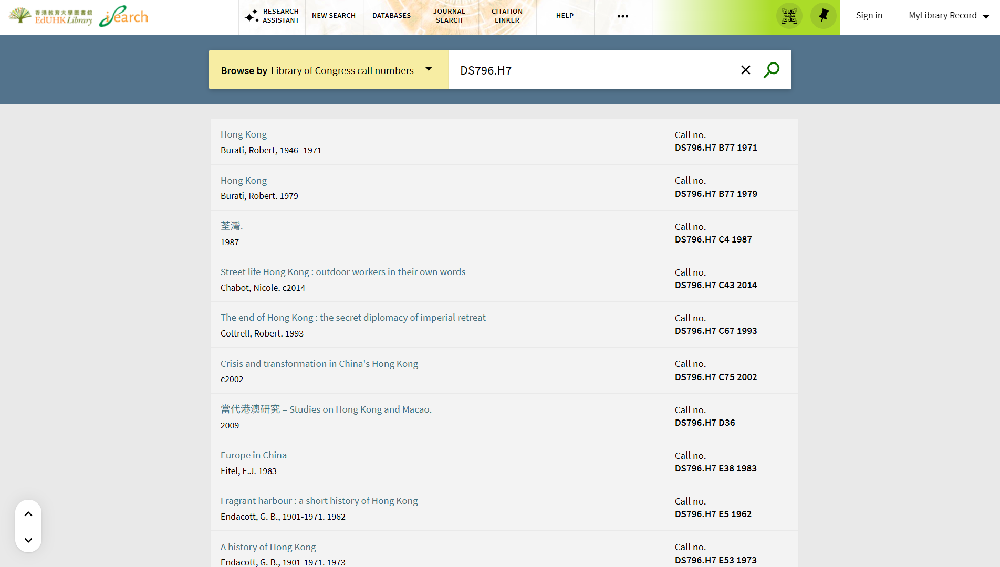 香港教育大學圖書館
EdUHK Library
iSearch
RESEARCH ASSISTANT
NEW SEARCH
DATABASES
JOURNAL SEARCH
CITATION LINKER
HELP
Sign in
MyLibrary Record
Browse by Library of Congress call numbers
DS796.H7
Hong Kong
Burati, Robert, 1946- 1971
Call no.
DS796.H7 B77 1971
Hong Kong
Burati, Robert. 1979
Call no.
DS796.H7 B77 1979
荃灣.
1987
Call no.
DS796.H7 C4 1987
Street life Hong Kong : outdoor workers in their own words
Chabot, Nicole. c2014
Call no.
DS796.H7 C43 2014
The end of Hong Kong : the secret diplomacy of imperial retreat
Cottrell, Robert. 1993
Call no.
DS796.H7 C67 1993
Crisis and transformation in China's Hong Kong
c2002
Call no.
DS796.H7 C75 2002
當代港澳研究 = Studies on Hong Kong and Macao.
2009-
Call no.
DS796.H7 D36
Europe in China
Eitel, E.J. 1983
Call no.
DS796.H7 E38 1983
Fragrant harbour : a short history of Hong Kong
Endacott, G. B., 1901-1971. 1962
Call no.
DS796.H7 E5 1962
A history of Hong Kong
Endacott, G. B., 1901-1971. 1973
Call no.
DS796.H7 E53 1973